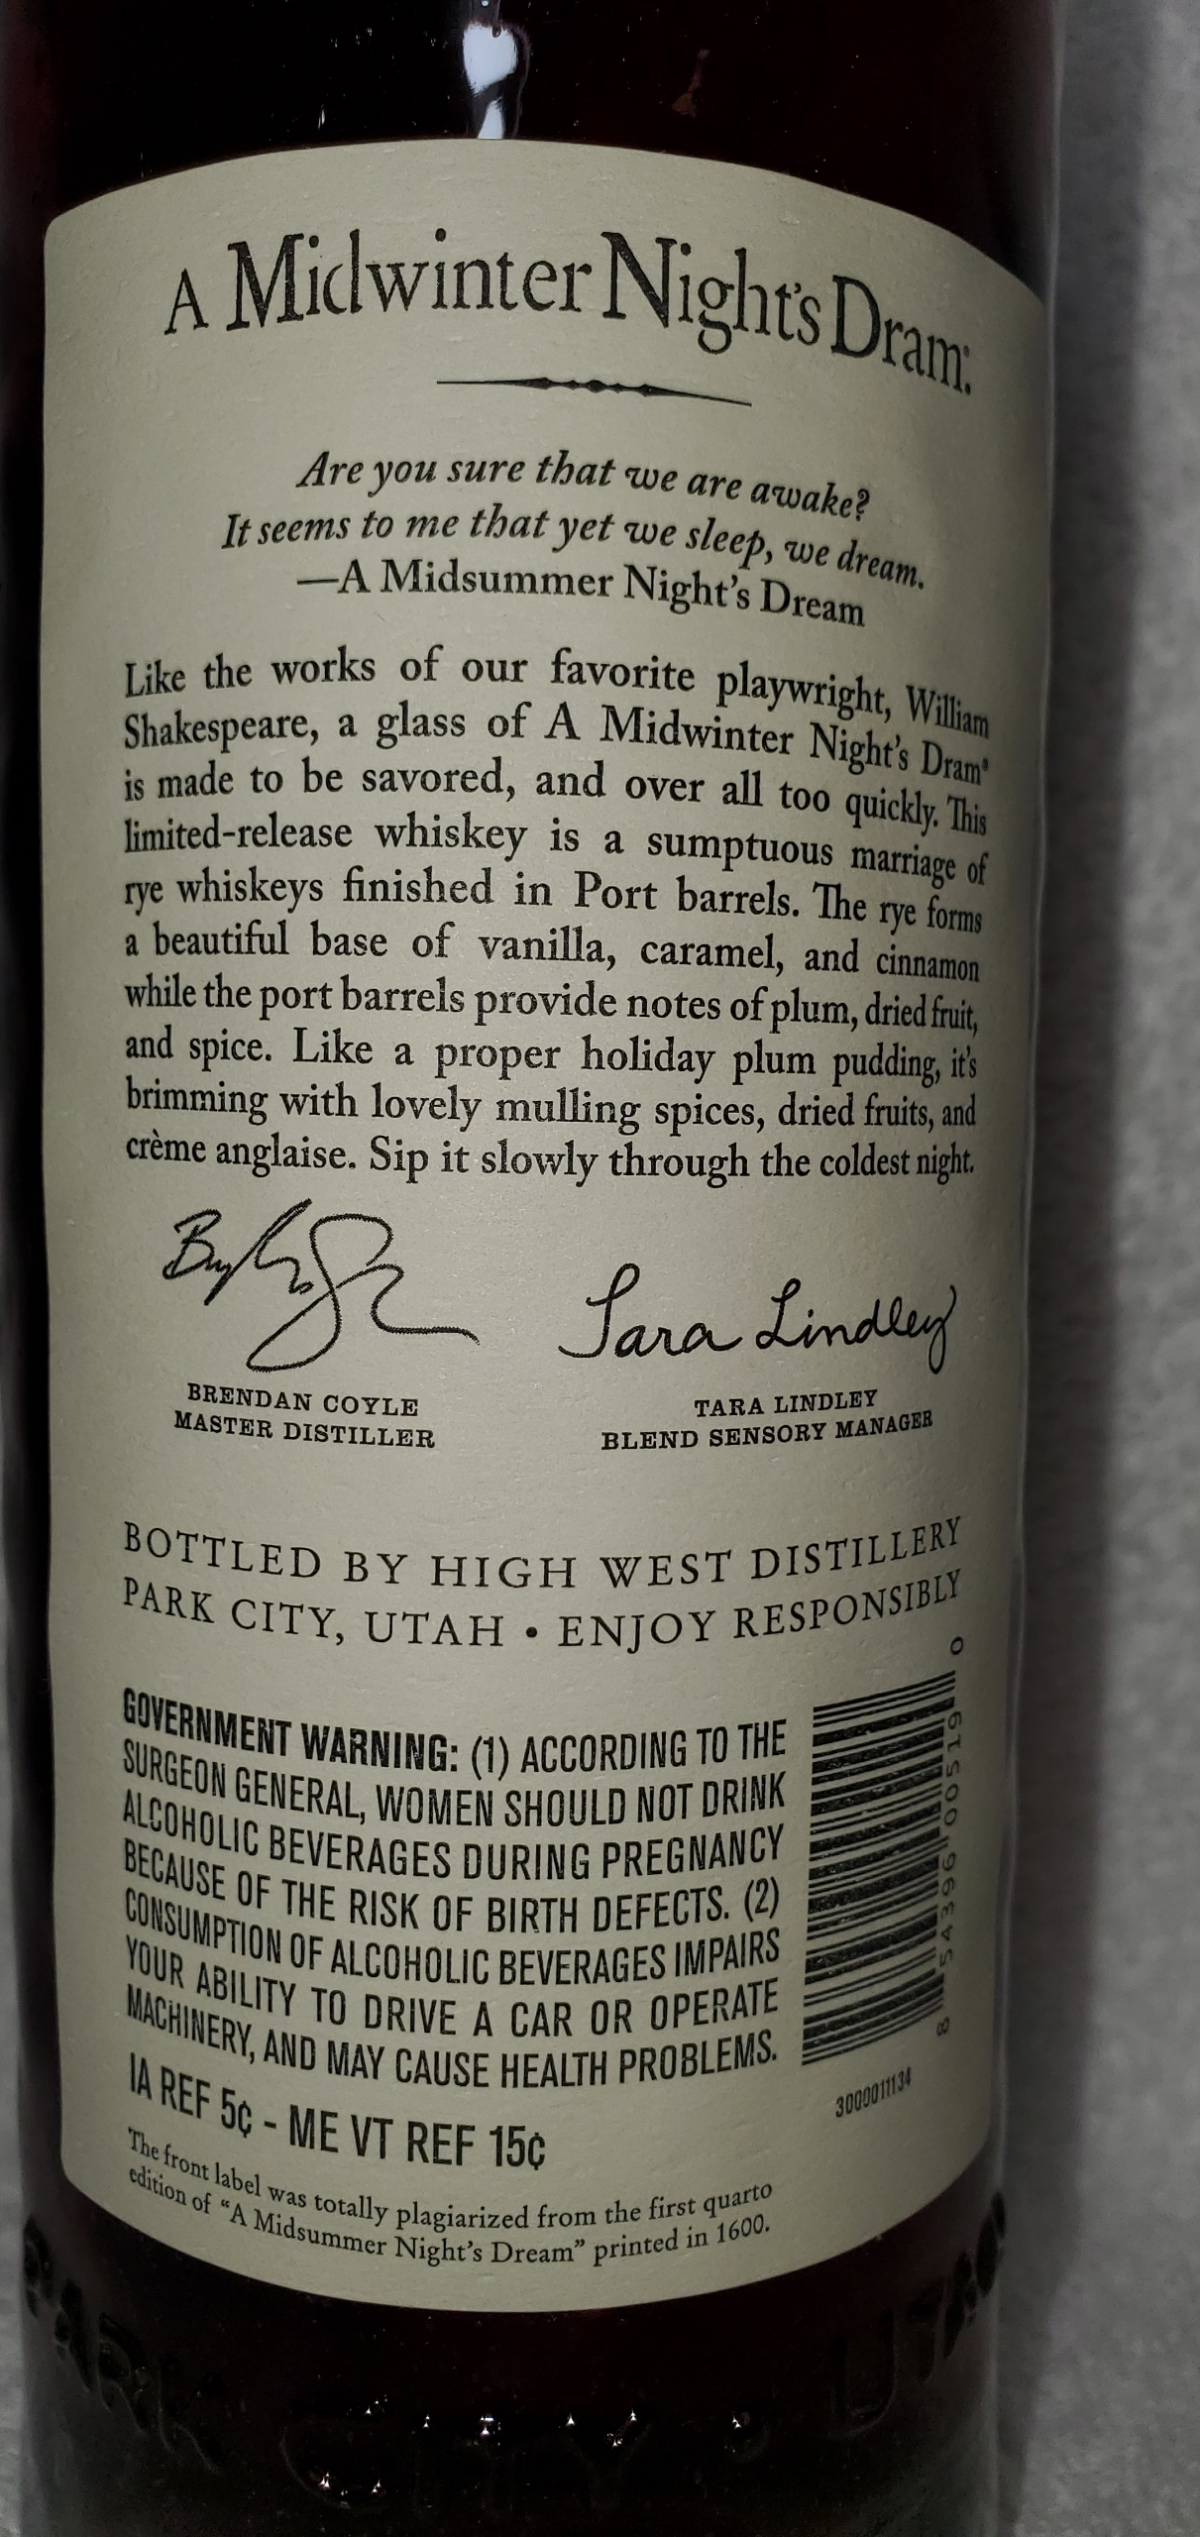 A Midwinter Night's Dram.®
Are you sure that we are awake?
It seems to me that yet we sleep, we dream.
—A Midsummer Night's Dream
Like the works of our favorite playwright, William
Shakespeare, a glass of A Midwinter Night's Dram®
is made to be savored, and over all too quickly. This
limited-release whiskey is a sumptuous marriage of
rye whiskeys finished in Port barrels. The rye forms
a beautiful base of vanilla, caramel, and cinnamon
while the port barrels provide notes of plum, dried fruit,
and spice. Like a proper holiday plum pudding, it's
brimming with lovely mulling spices, dried fruits, and
crème anglaise. Sip it slowly through the coldest night.
Tara Lindley
BRENDAN COYLE
MASTER DISTILLER
TARA LINDLEY
BLEND SENSORY MANAGER
BOTTLED BY HIGH WEST DISTILLERY
PARK CITY, UTAH • ENJOY RESPONSIBLY
GOVERNMENT WARNING: (1) ACCORDING TO THE
SURGEON GENERAL, WOMEN SHOULD NOT DRINK
ALCOHOLIC BEVERAGES DURING PREGNANCY
BECAUSE OF THE RISK OF BIRTH DEFECTS. (2)
CONSUMPTION OF ALCOHOLIC BEVERAGES IMPAIRS
YOUR ABILITY TO DRIVE A CAR OR OPERATE
MACHINERY, AND MAY CAUSE HEALTH PROBLEMS.
8 54396 00519 0
3000011134
IA REF 5¢ - ME VT REF 15¢
The front label was totally plagiarized from the first quarto
edition of "A Midsummer Night's Dream" printed in 1600.
PARK CITY UTAH